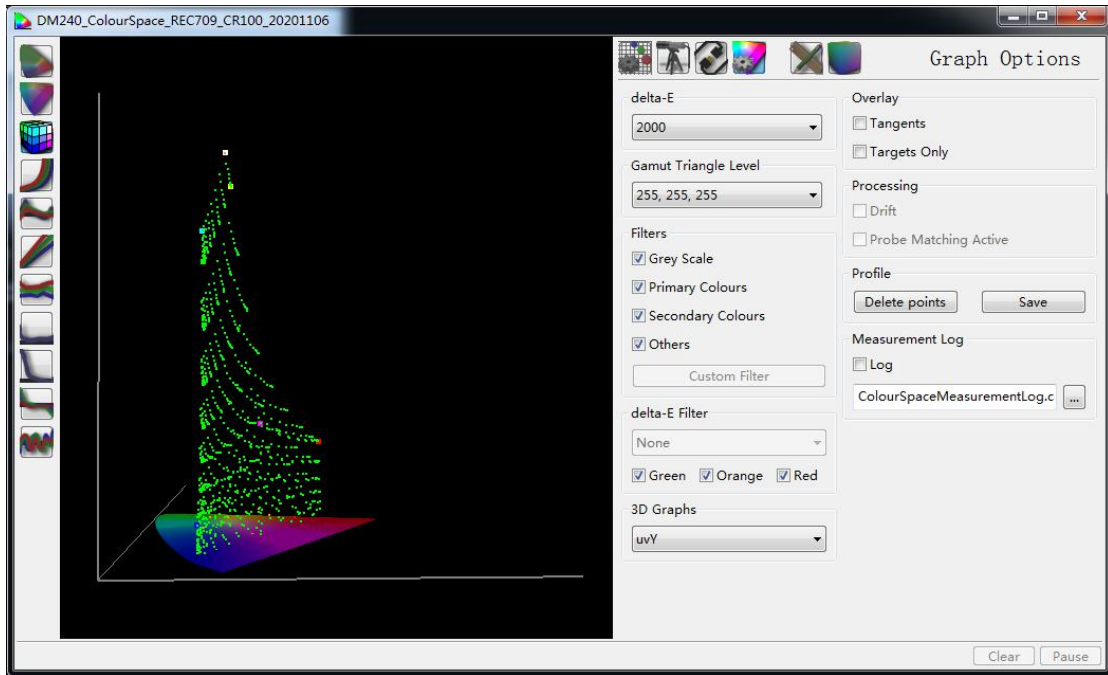 DM240_ColourSpace_REC709_CR100_20201106
Graph Options
delta-E
2000
Gamut Triangle Level
255, 255, 255
Filters
Grey Scale
Primary Colours
Secondary Colours
Others
Custom Filter
delta-E Filter
None
Green Orange Red
3D Graphs
uvY
Overlay
Tangents
Targets Only
Processing
Drift
Probe Matching Active
Profile
Delete points Save
Measurement Log
Log
ColourSpaceMeasurementLog.c ...
Clear Pause